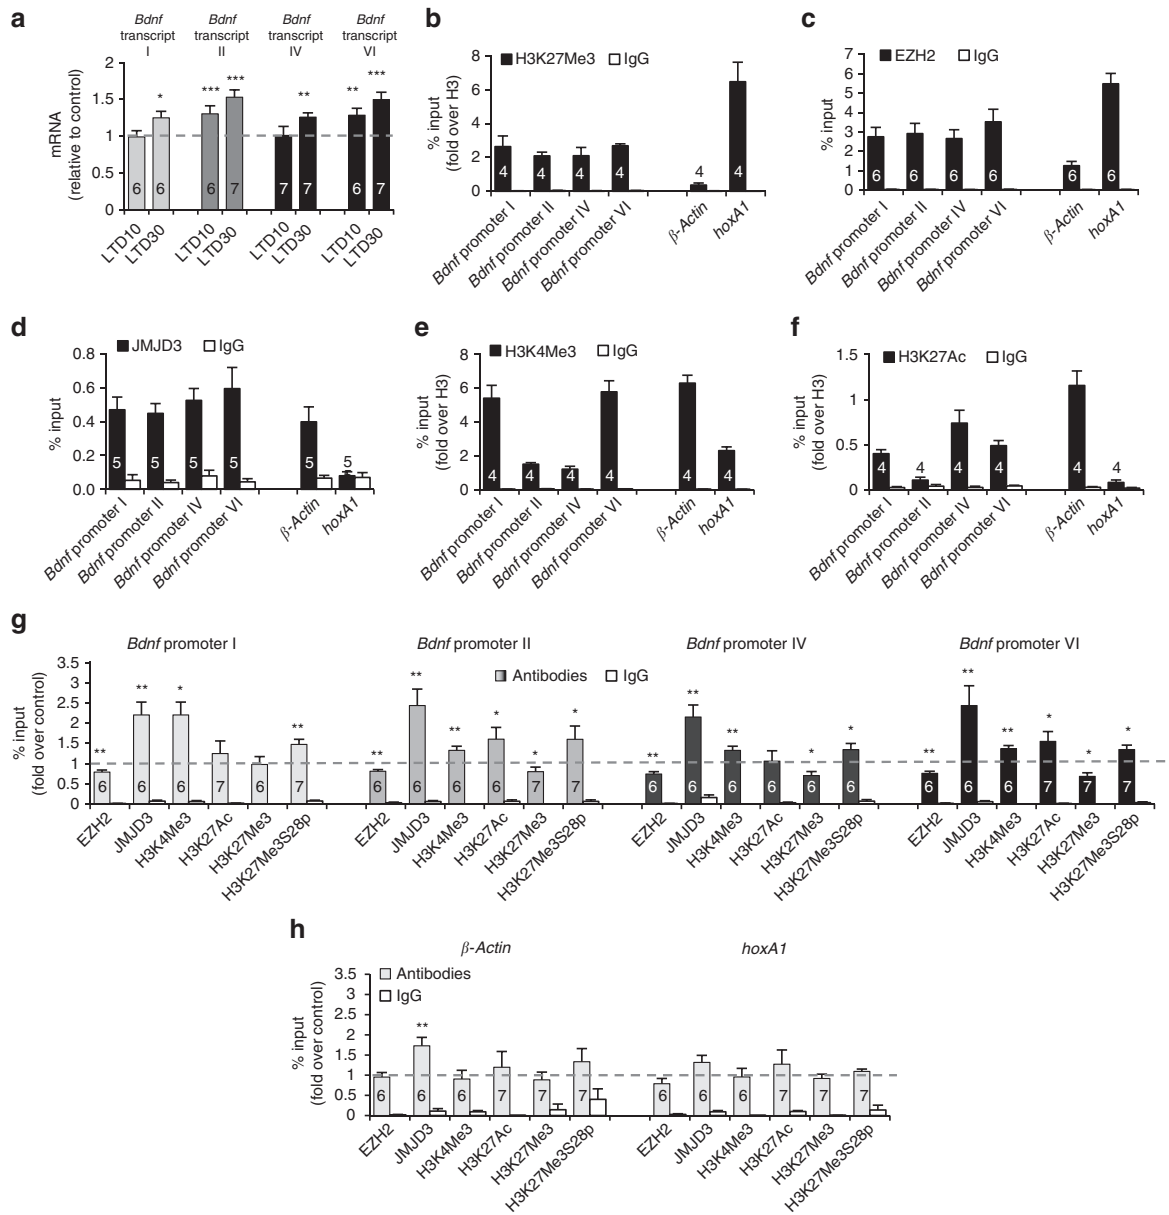 a
Bdnf transcript I
Bdnf transcript II
Bdnf transcript IV
Bdnf transcript VI
mRNA
(relative to control)
2
1.5
1
0.5
0
* *** *** ** ** ***
6 6 6 7 7 7 6 7
LTD10 LTD30 LTD10 LTD30 LTD10 LTD30 LTD10 LTD30
b
H3K27Me3 IgG
% input
(fold over H3)
8
6
4
2
0
4 4 4 4 4 4
Bdnf promoter I
Bdnf promoter II
Bdnf promoter IV
Bdnf promoter VI
β-Actin
hoxA1
c
EZH2 IgG
% input
7
6
5
4
3
2
1
0
6 6 6 6 6 6
Bdnf promoter I
Bdnf promoter II
Bdnf promoter IV
Bdnf promoter VI
β-Actin
hoxA1
d
JMJD3 IgG
% input
0.8
0.6
0.4
0.2
0.0
5 5 5 5 5 5
Bdnf promoter I
Bdnf promoter II
Bdnf promoter IV
Bdnf promoter VI
β-Actin
hoxA1
e
H3K4Me3 IgG
% input
(fold over H3)
8
6
4
2
0
4 4 4 4 4 4
Bdnf promoter I
Bdnf promoter II
Bdnf promoter IV
Bdnf promoter VI
β-Actin
hoxA1
f
H3K27Ac IgG
% input
(fold over H3)
1.5
1
0.5
0
4 4 4 4 4 4
Bdnf promoter I
Bdnf promoter II
Bdnf promoter IV
Bdnf promoter VI
β-Actin
hoxA1
g
Bdnf promoter I Bdnf promoter II Bdnf promoter IV Bdnf promoter VI
Antibodies IgG
% input
(fold over control)
3.5
3
2.5
2
1.5
1
0.5
0
** ** * ** ** ** ** * * * ** ** ** * * ** ** ** * * *
6 6 6 7 6 7 6 6 6 7 7 7 6 6 6 6 6 6 6 6 6 7 7 7
EZH2 JMJD3 H3K4Me3 H3K27Ac H3K27Me3 H3K27Me3S28p
EZH2 JMJD3 H3K4Me3 H3K27Ac H3K27Me3 H3K27Me3S28p
EZH2 JMJD3 H3K4Me3 H3K27Ac H3K27Me3 H3K27Me3S28p
EZH2 JMJD3 H3K4Me3 H3K27Ac H3K27Me3 H3K27Me3S28p
h
β-Actin hoxA1
Antibodies
IgG
% input
(fold over control)
3.5
3
2.5
2
1.5
1
0.5
0
**
6 6 6 7 7 7 6 6 6 7 7 7
EZH2 JMJD3 H3K4Me3 H3K27Ac H3K27Me3 H3K27Me3S28p
EZH2 JMJD3 H3K4Me3 H3K27Ac H3K27Me3 H3K27Me3S28p